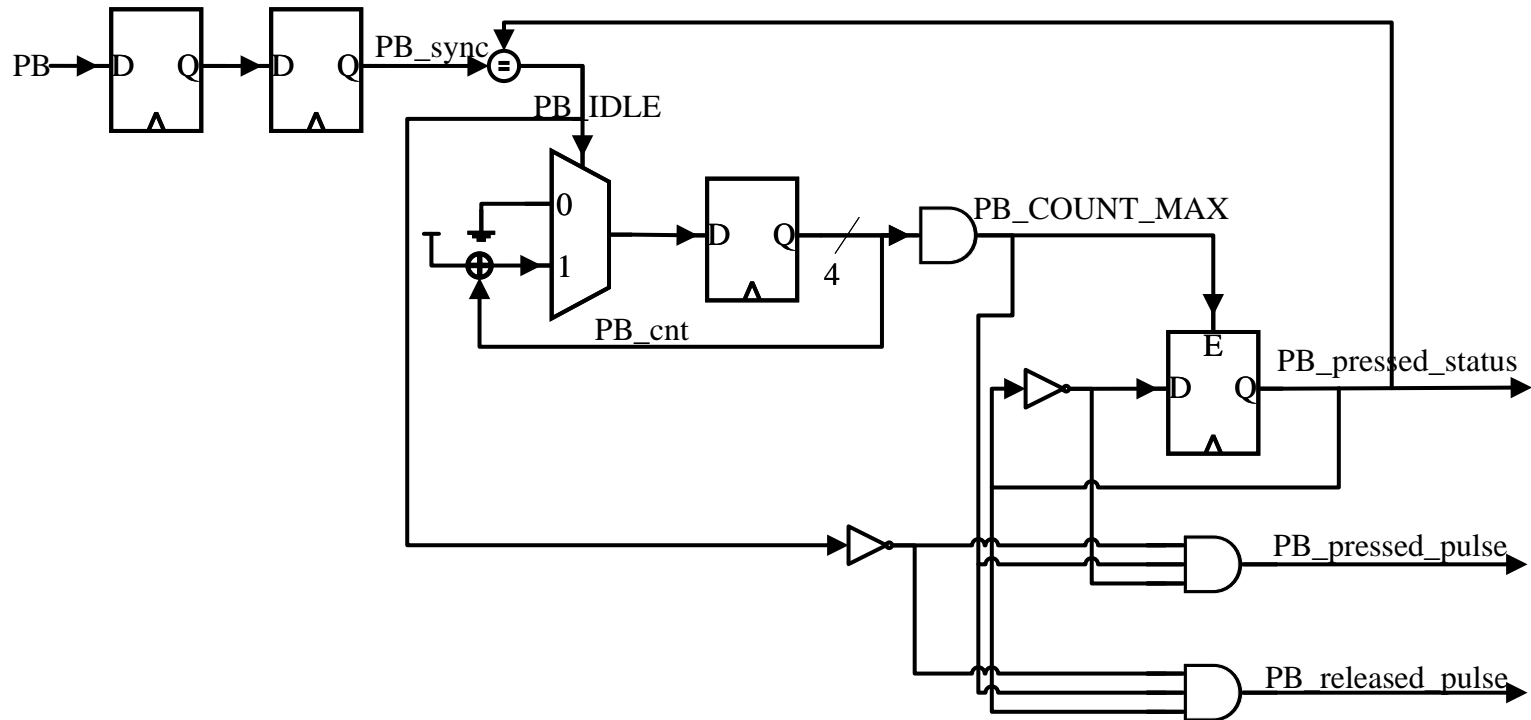 PB
D
Q
D
Q
PB_sync
=
PB_IDLE
0
1
D
Q
4
PB_COUNT_MAX
PB_cnt
E
D
Q
PB_pressed_status
PB_pressed_pulse
PB_released_pulse